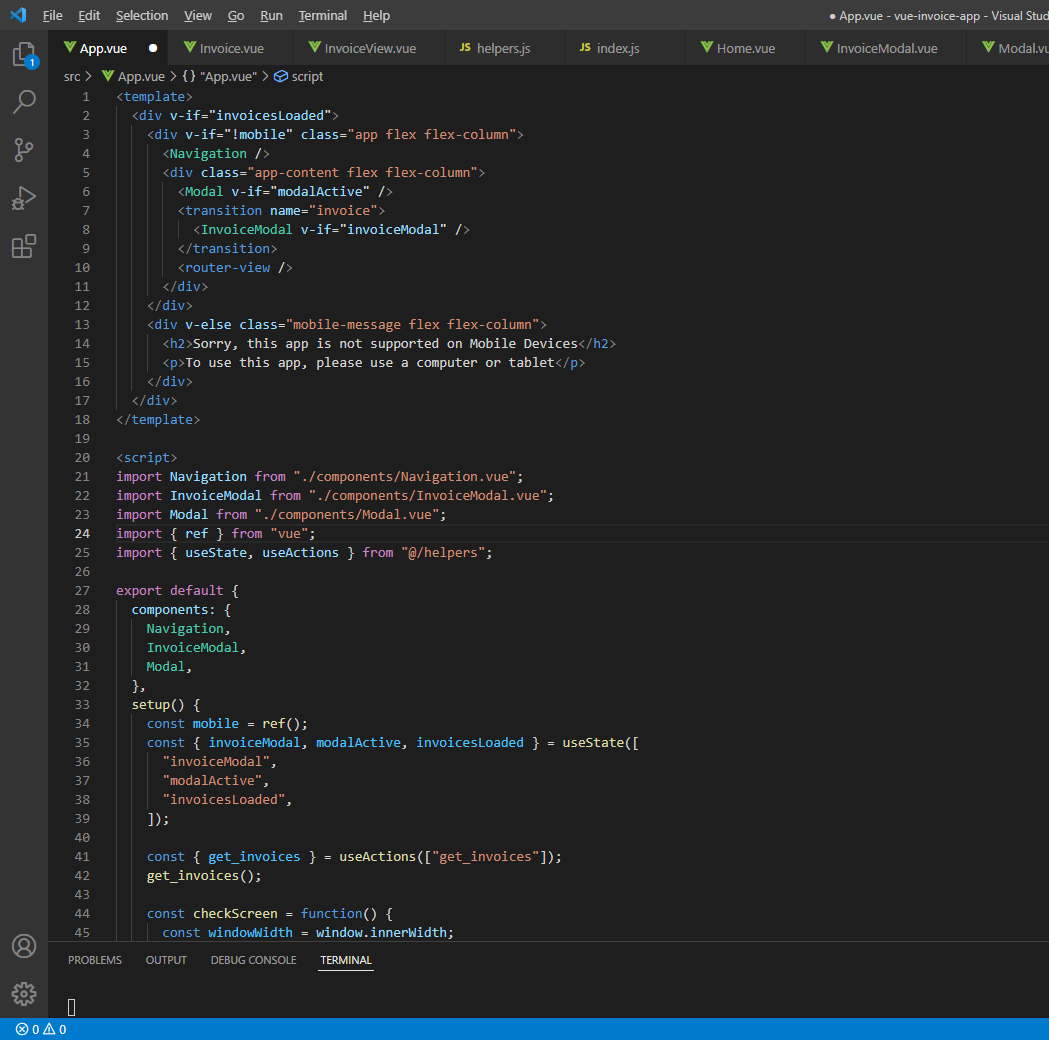 File Edit Selection View Go Run Terminal Help ● App.vue - vue-invoice-app - Visual Stud
App.vue ● Invoice.vue InvoiceView.vue JS helpers.js JS index.js Home.vue InvoiceModal.vue Modal.vu
1
src > App.vue > {} "App.vue" > script
1 <template>
2   <div v-if="invoicesLoaded">
3     <div v-if="!mobile" class="app flex flex-column">
4       <Navigation />
5       <div class="app-content flex flex-column">
6         <Modal v-if="modalActive" />
7         <transition name="invoice">
8           <InvoiceModal v-if="invoiceModal" />
9         </transition>
10         <router-view />
11       </div>
12     </div>
13     <div v-else class="mobile-message flex flex-column">
14       <h2>Sorry, this app is not supported on Mobile Devices</h2>
15       <p>To use this app, please use a computer or tablet</p>
16     </div>
17   </div>
18 </template>
19
20 <script>
21 import Navigation from "./components/Navigation.vue";
22 import InvoiceModal from "./components/InvoiceModal.vue";
23 import Modal from "./components/Modal.vue";
24 import { ref } from "vue";
25 import { useState, useActions } from "@/helpers";
26
27 export default {
28   components: {
29     Navigation,
30     InvoiceModal,
31     Modal,
32   },
33   setup() {
34     const mobile = ref();
35     const { invoiceModal, modalActive, invoicesLoaded } = useState([
36       "invoiceModal",
37       "modalActive",
38       "invoicesLoaded",
39     ]);
40
41     const { get_invoices } = useActions(["get_invoices"]);
42     get_invoices();
43
44     const checkScreen = function() {
45       const windowWidth = window.innerWidth;
PROBLEMS OUTPUT DEBUG CONSOLE TERMINAL
0 0